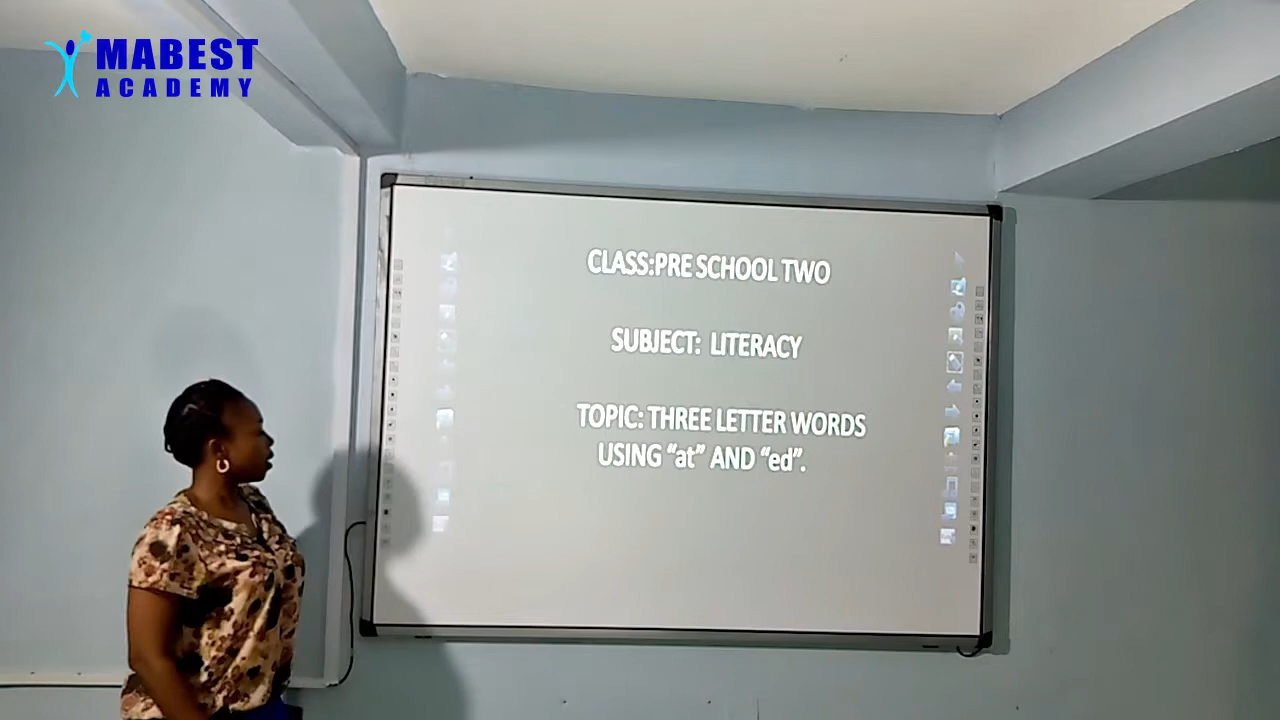 MABEST
ACADEMY
CLASS:PRE SCHOOL TWO
SUBJECT: LITERACY
TOPIC: THREE LETTER WORDS
USING “at” AND “ed”.